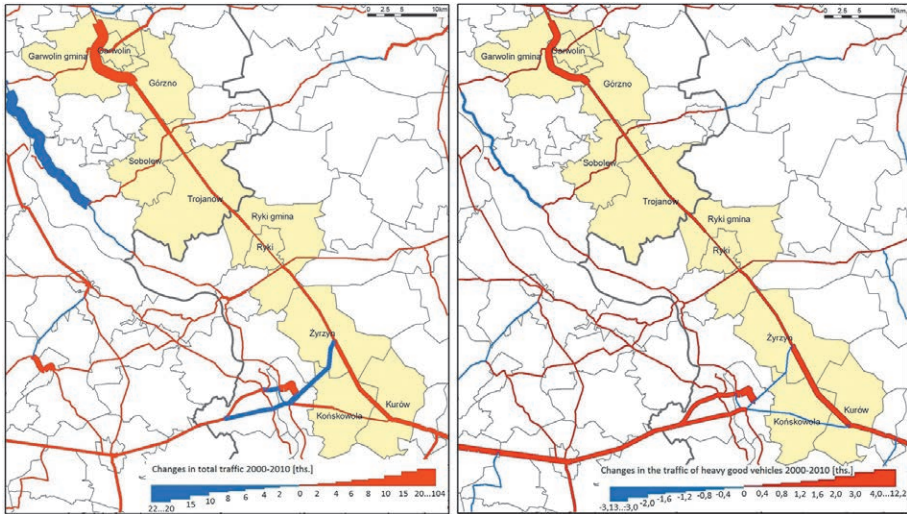 0 2.5 5 10km
Garwolin gmina
Garwolin
Górzno
Sobolew
Trojanów
Ryki gmina
Ryki
Żyrzyn
Końskowola
Kurów
Changes in total traffic 2000-2010 [ths.]
22...20 15 10 8 6 4 2 0 2 4 6 8 10 15 20...104
0 2.5 5 10km
Garwolin gmina
Garwolin
Górzno
Sobolew
Trojanów
Ryki gmina
Ryki
Żyrzyn
Końskowola
Kurów
Changes in the traffic of heavy good vehicles 2000-2010 [ths.]
-3,13...-3,0 -2,0 -1,6 -1,2 -0,8 -0,4 0 0,4 0,8 1,2 1.6 2.0 3,0 4,0...12,2